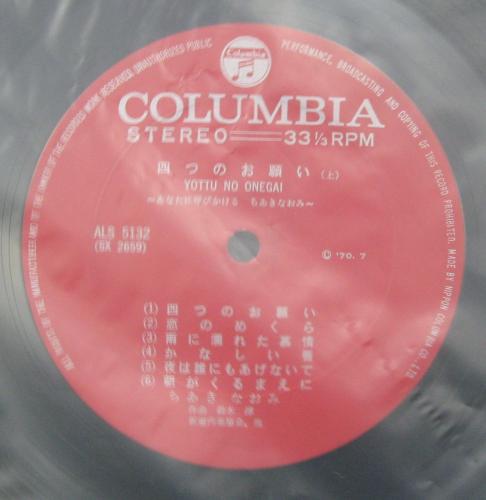 ALL RIGHTS OF THE MANUFACTURER AND OF THE OWNER OF THE RECORDED WORK RESERVED UNAUTHORIZED PUBLIC PERFORMANCE, BROADCASTING AND COPYING OF THIS RECORD PROHIBITED. MADE BY NIPPON COLUMBIA CO., LTD.
Columbia
COLUMBIA
STEREO 33 1/3 RPM
四つのお願い(上)
YOTTU NO ONEGAI
〜あなたに呼びかける ちあきなおみ〜
ALS 5132
(SX 2659)
© '70. 7
(1) 四つのお願い
(2) 恋のめくら
(3) 雨に濡れた慕情
(4) かなしい
(5) 夜は誰にもあげないで
(6) 朝がくるまえに
ちあきなおみ
作曲 鈴木 淳